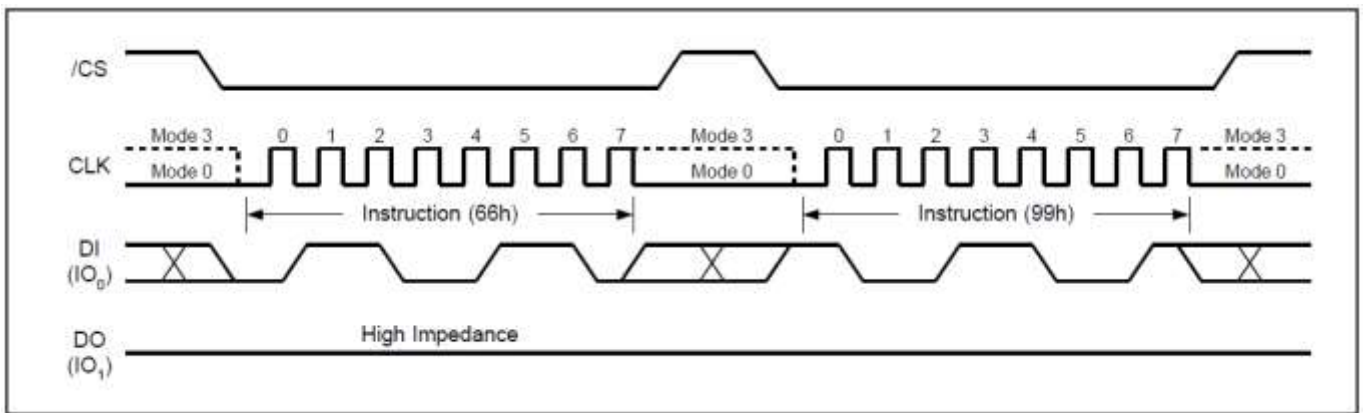 /CS
Mode 3 0 1 2 3 4 5 6 7 Mode 3 0 1 2 3 4 5 6 7 Mode 3
CLK
Mode 0 Mode 0 Mode 0
Instruction (66h) Instruction (99h)
DI
(IO₀)
High Impedance
DO
(IO₁)